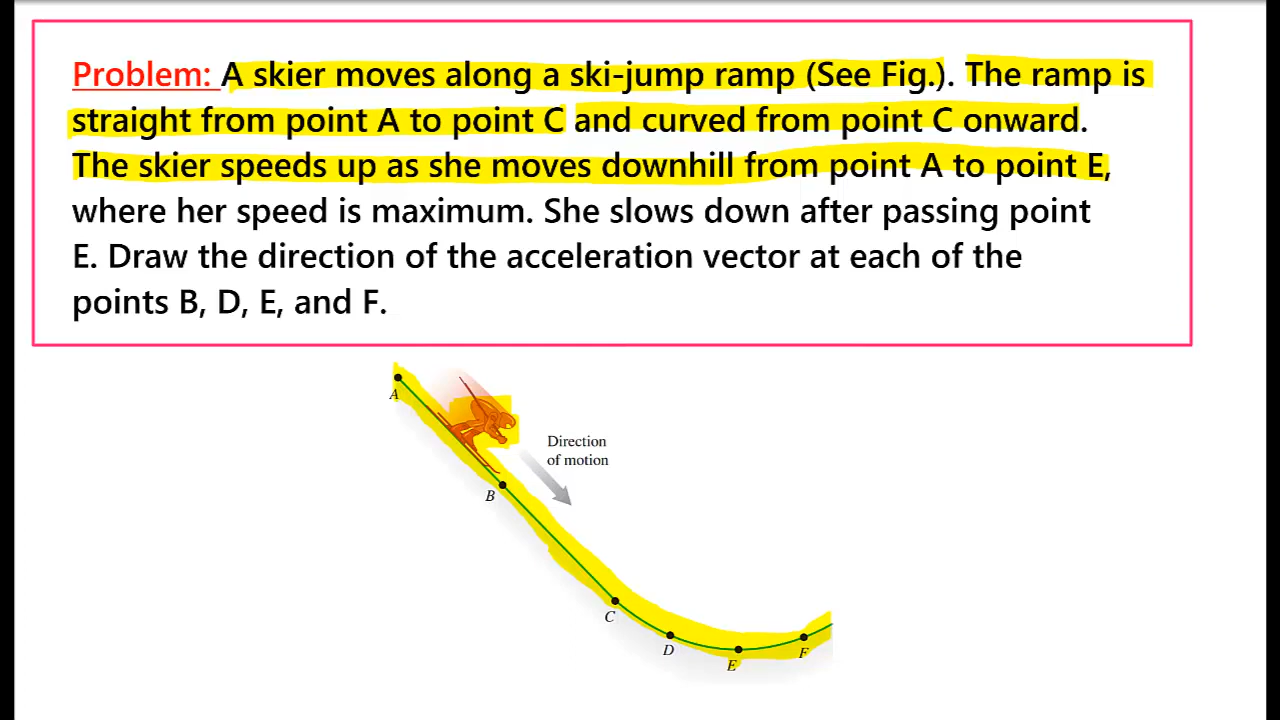 Problem: A skier moves along a ski-jump ramp (See Fig.). The ramp is
straight from point A to point C and curved from point C onward.
The skier speeds up as she moves downhill from point A to point E,
where her speed is maximum. She slows down after passing point
E. Draw the direction of the acceleration vector at each of the
points B, D, E, and F.
A
Direction
of motion
B
C
D
E
F